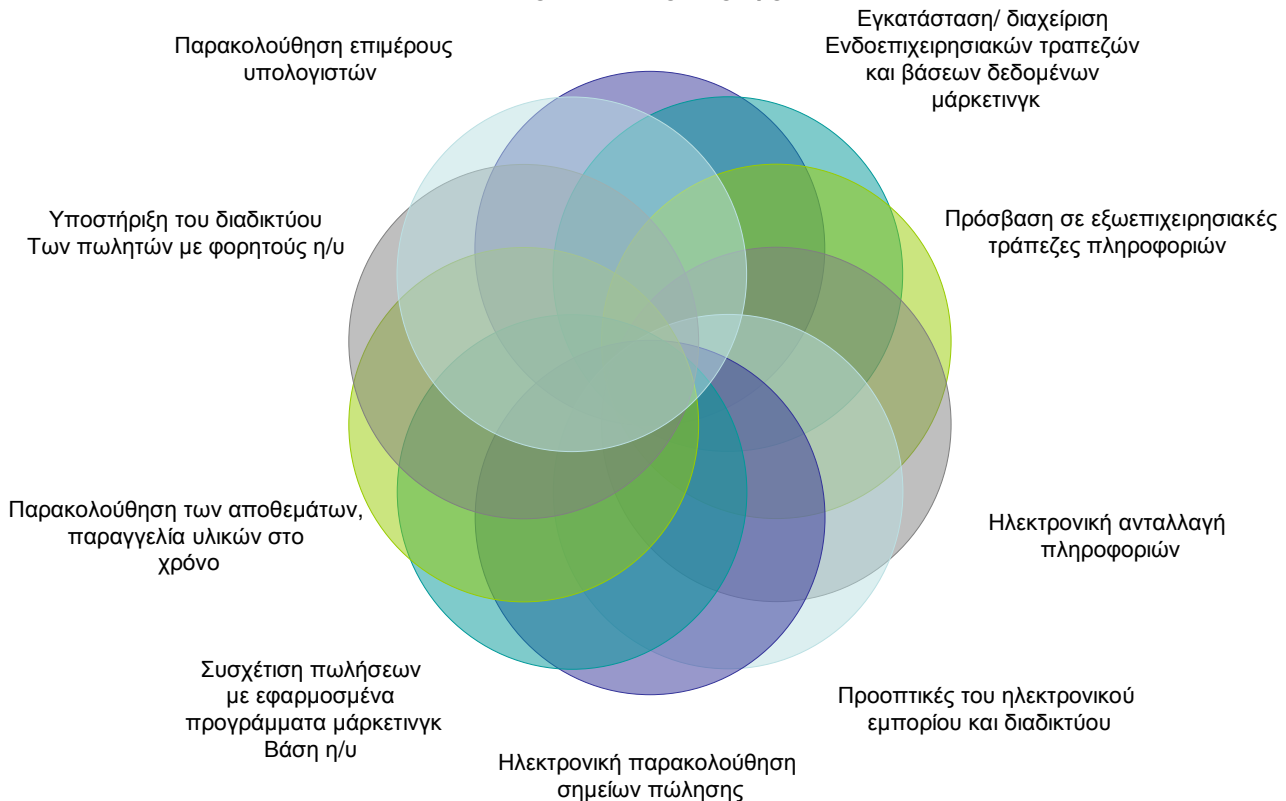 Παρακολούθηση επιμέρους
υπολογιστών
Εγκατάσταση/ διαχείριση
Ενδοεπιχειρησιακών τραπεζών
και βάσεων δεδομένων
μάρκετινγκ
Υποστήριξη του διαδικτύου
Των πωλητών με φορητούς η/υ
Πρόσβαση σε εξωεπιχειρησιακές
τράπεζες πληροφοριών
Παρακολούθηση των αποθεμάτων,
παραγγελία υλικών στο
χρόνο
Ηλεκτρονική ανταλλαγή
πληροφοριών
Συσχέτιση πωλήσεων
με εφαρμοσμένα
προγράμματα μάρκετινγκ
Βάση η/υ
Προοπτικές του ηλεκτρονικού
εμπορίου και διαδικτύου
Ηλεκτρονική παρακολούθηση
σημείων πώλησης